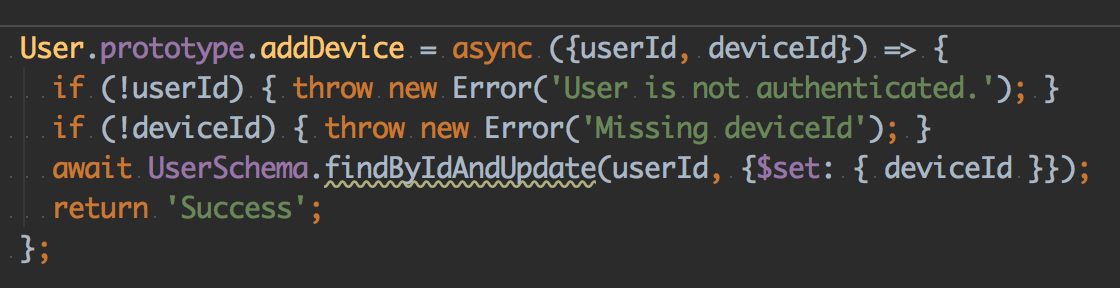 User.prototype.addDevice = async ({userId, deviceId}) => {
  if (!userId) { throw new Error('User is not authenticated.'); }
  if (!deviceId) { throw new Error('Missing deviceId'); }
  await UserSchema.findByIdAndUpdate(userId, {$set: { deviceId }});
  return 'Success';
};